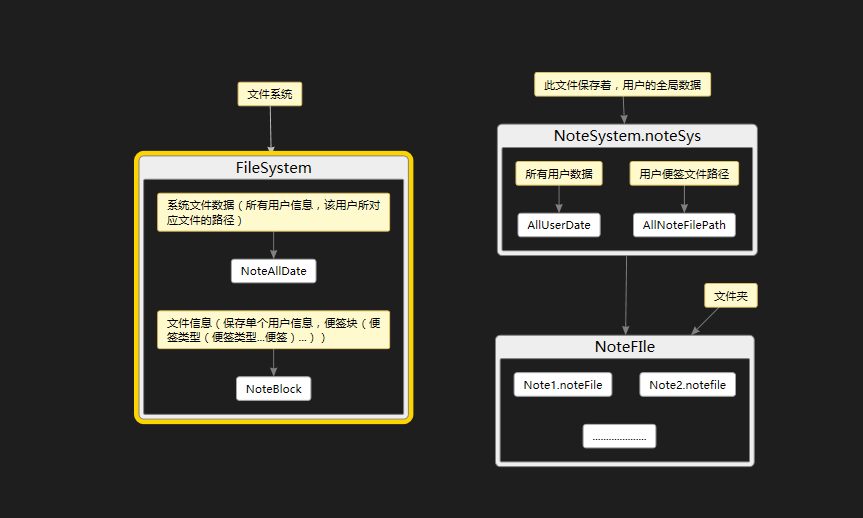 文件系统
FileSystem
系统文件数据（所有用户信息，该用户所对
应文件的路径）
NoteAllDate
文件信息（保存单个用户信息，便签块（便
签类型（便签类型...便签）...））
NoteBlock
此文件保存着，用户的全局数据
NoteSystem.noteSys
所有用户数据
用户便签文件路径
AllUserDate
AllNoteFilePath
文件夹
NoteFIle
Note1.noteFile
Note2.notefile
....................